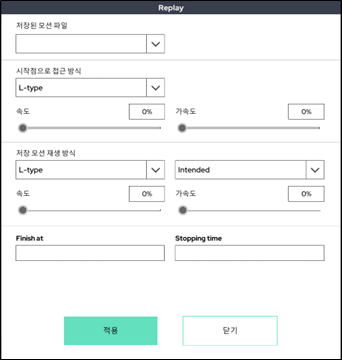 Replay
저장된 모션 파일
시작점으로 접근 방식
L-type
속도 0% 가속도 0%
저장 모션 재생 방식
L-type Intended
속도 0% 가속도 0%
Finish at Stopping time
적용 닫기